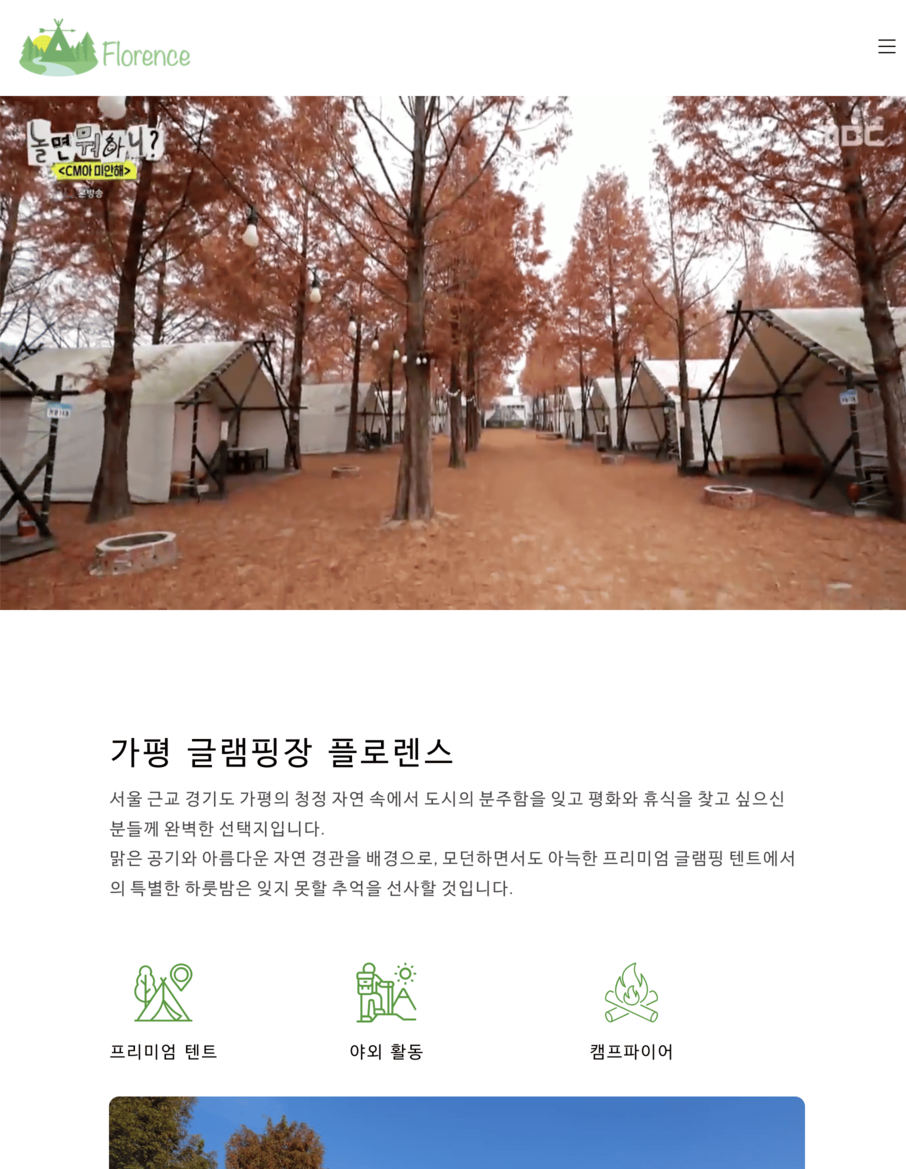 Florence
놀면 뭐하니?
<CM아 미안해>
본방송
MBC
가평 글램핑장 플로렌스
서울 근교 경기도 가평의 청정 자연 속에서 도시의 분주함을 잊고 평화와 휴식을 찾고 싶으신
분들께 완벽한 선택지입니다.
맑은 공기와 아름다운 자연 경관을 배경으로, 모던하면서도 아늑한 프리미엄 글램핑 텐트에서
의 특별한 하룻밤은 잊지 못할 추억을 선사할 것입니다.
프리미엄 텐트
야외 활동
캠프파이어